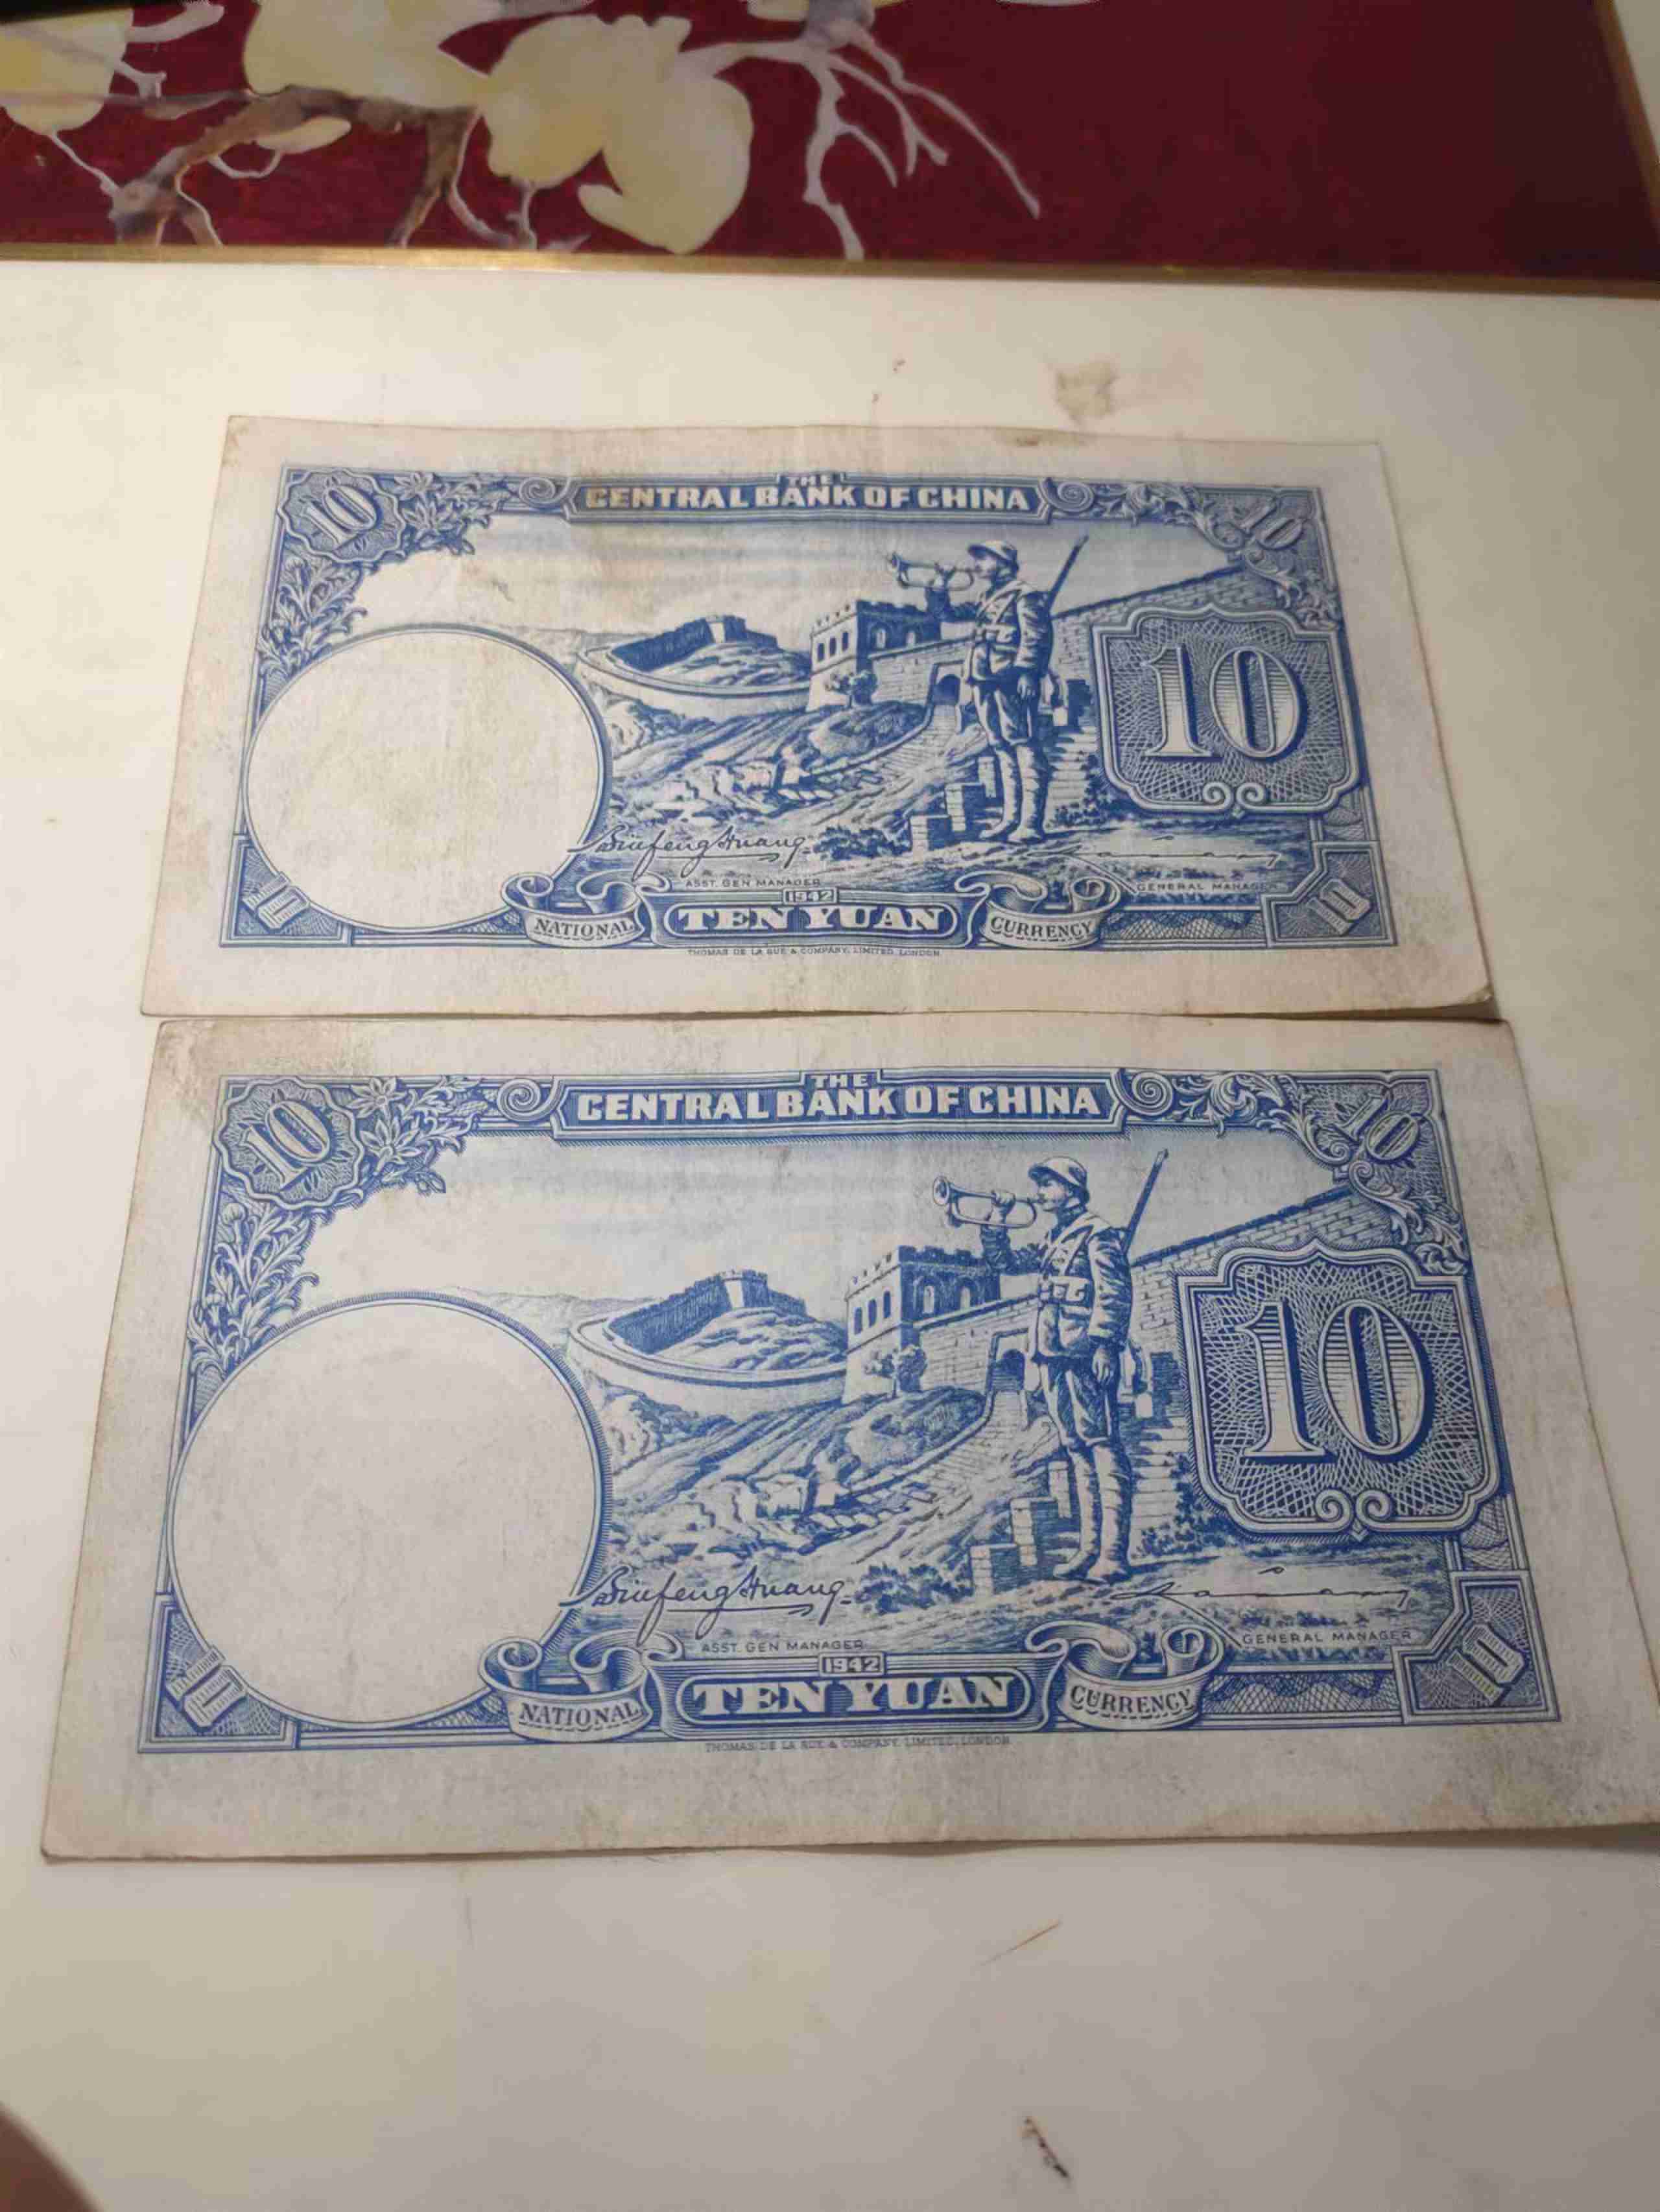 10
THE
CENTRAL BANK OF CHINA
10
10
ASST. GEN MANAGER
GENERAL MANAGER
10
1942
10
NATIONAL
TEN YUAN
CURRENCY
THOMAS DE LA RUE & COMPANY, LIMITED, LONDON
10
THE
CENTRAL BANK OF CHINA
10
10
ASST. GEN MANAGER
GENERAL MANAGER
10
1942
10
NATIONAL
TEN YUAN
CURRENCY
THOMAS DE LA RUE & COMPANY, LIMITED, LONDON